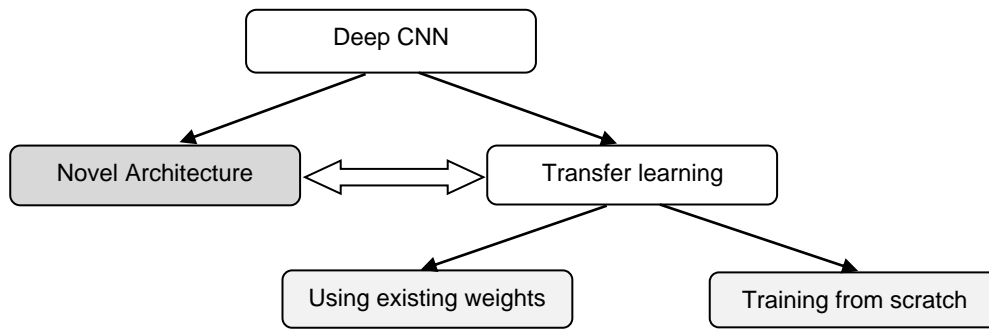 Deep CNN
Novel Architecture
Transfer learning
Using existing weights
Training from scratch